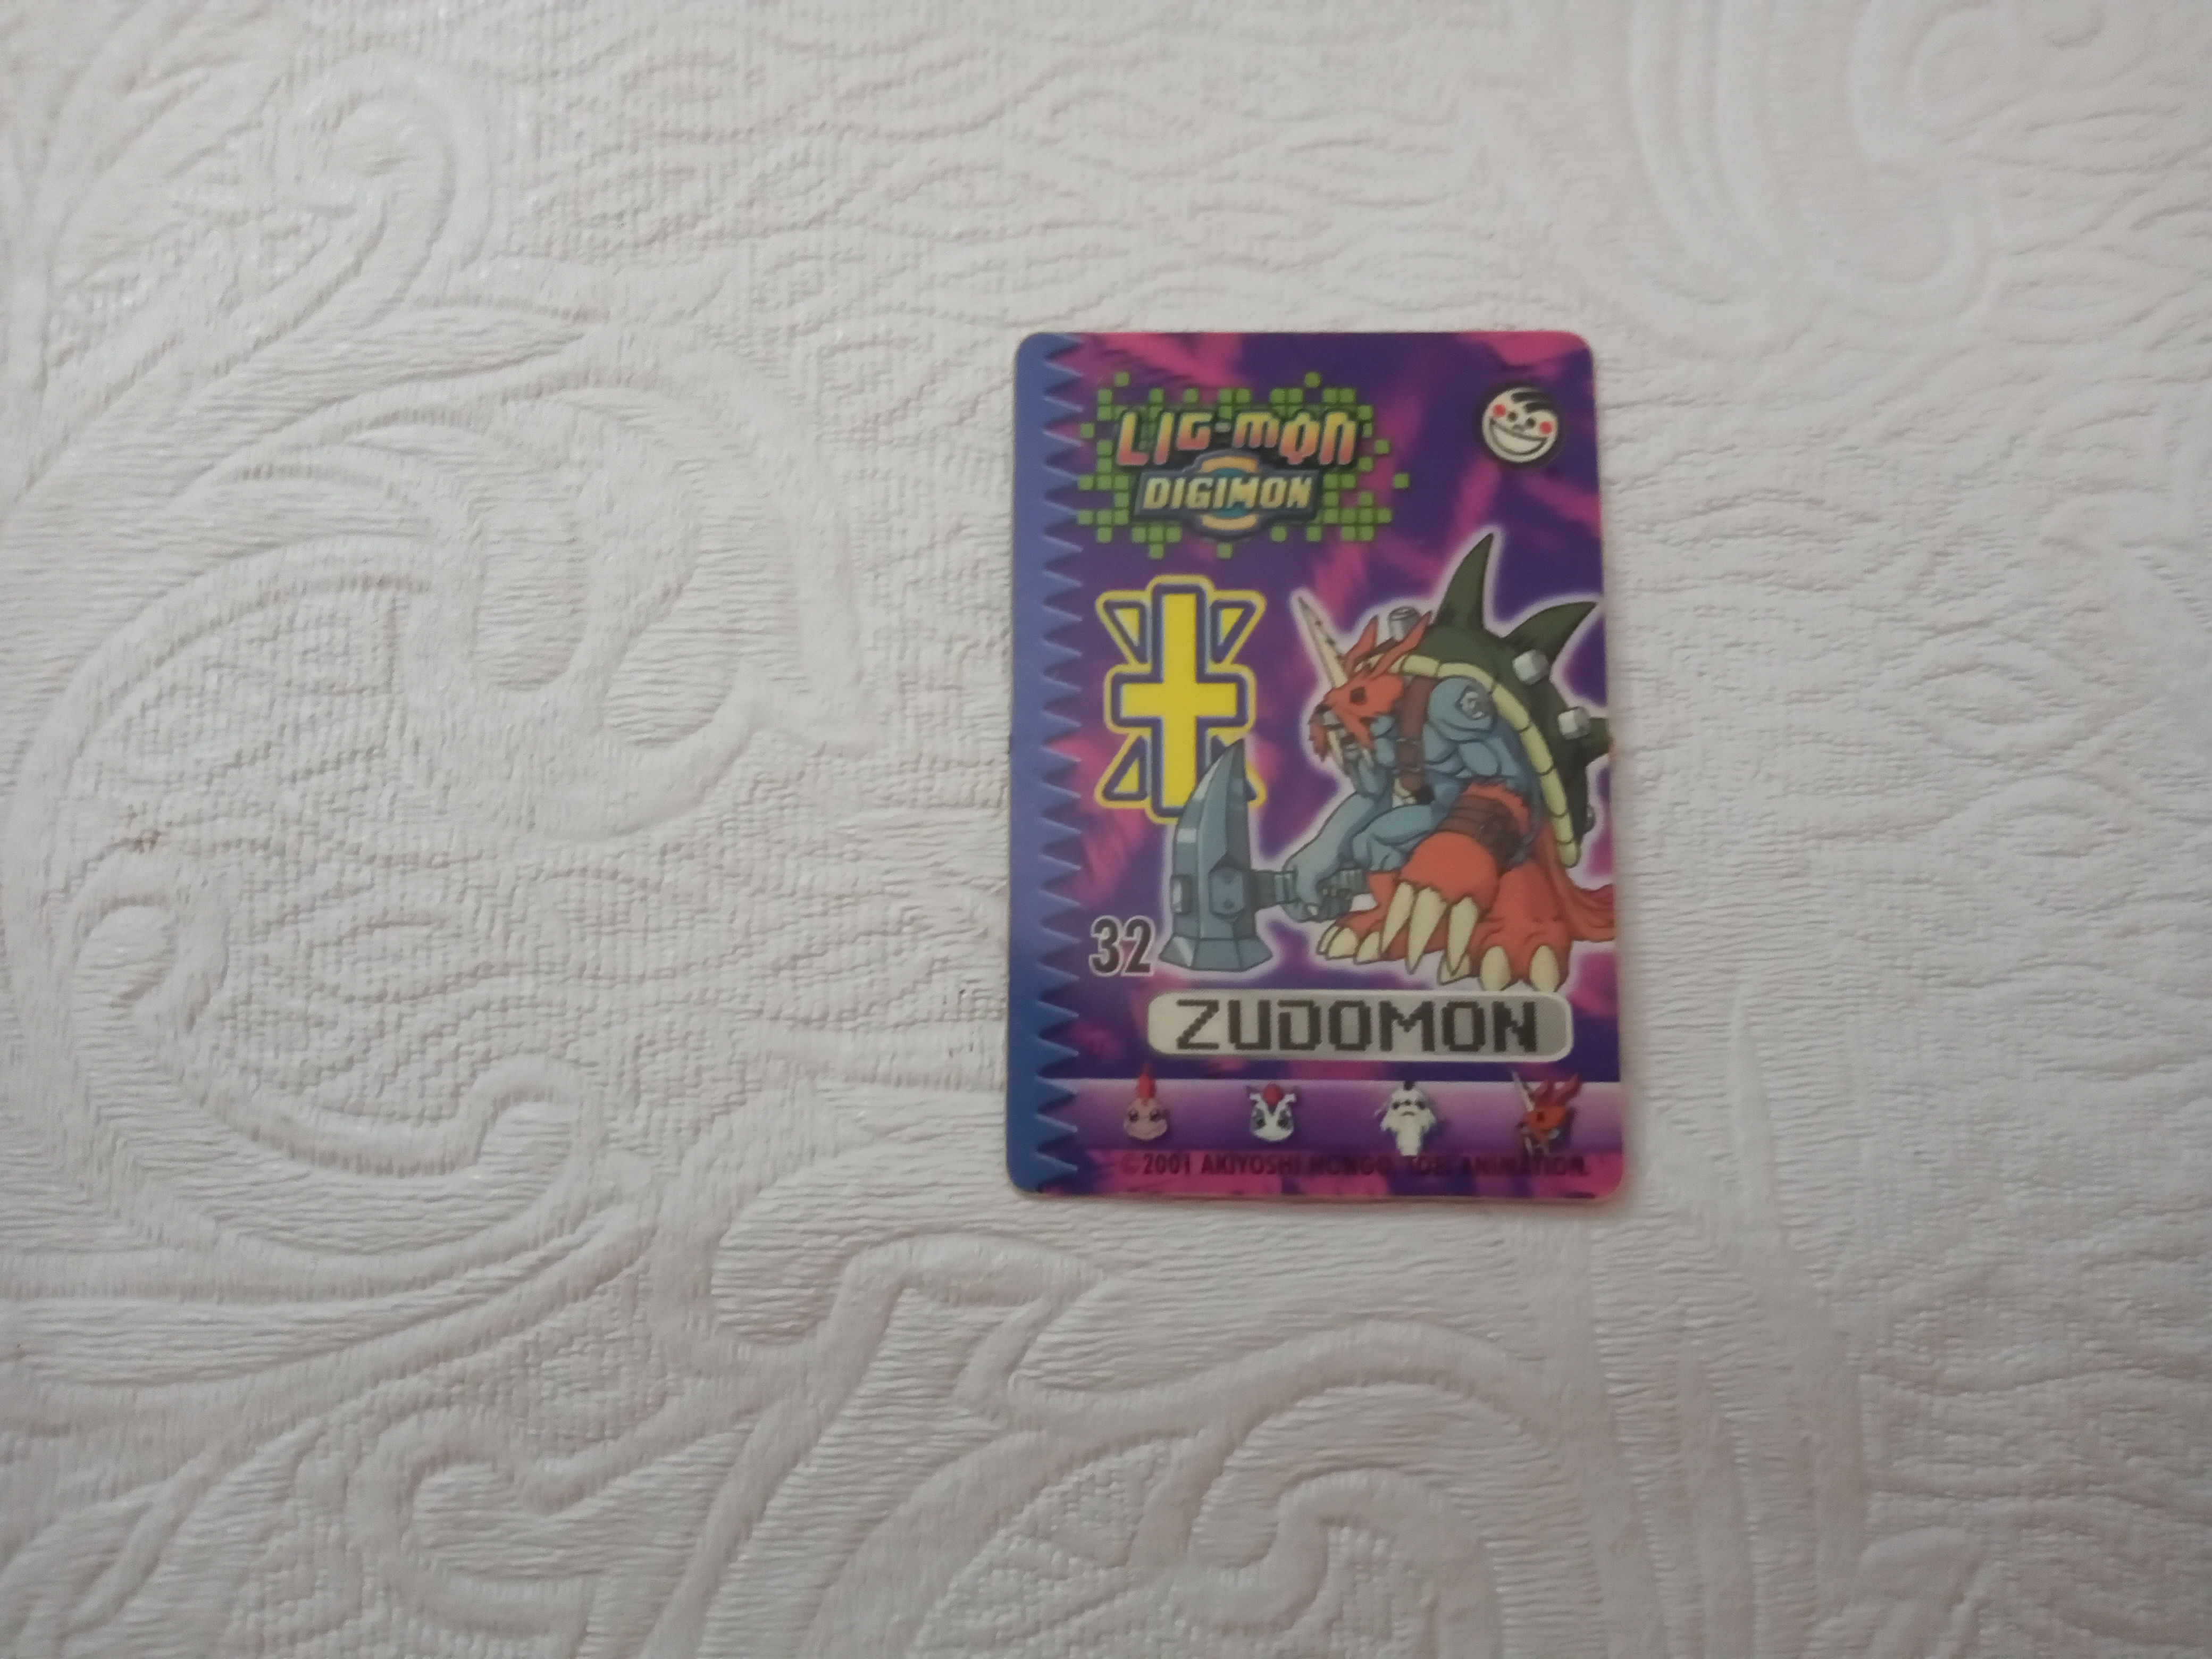 LIG-MON
DIGIMON
32
ZUDOMON
©2001 AKIYOSHI HONGO, TOEI ANIMATION.